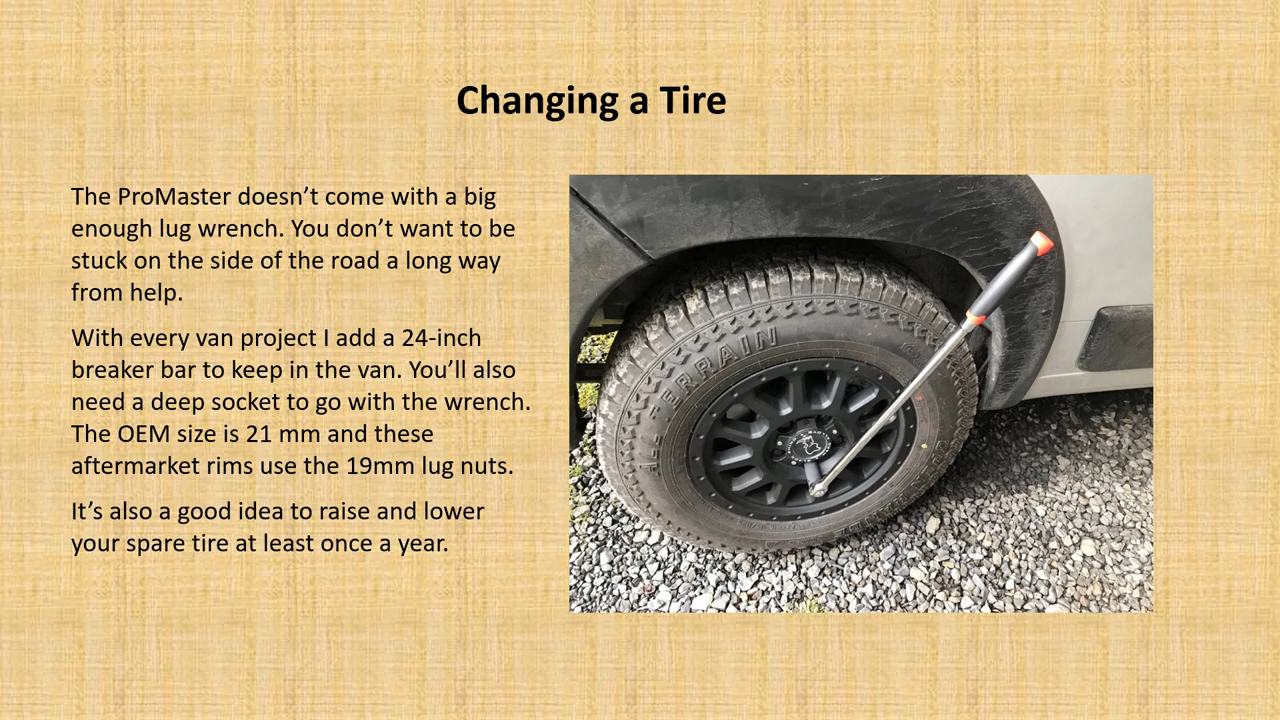 Changing a Tire
The ProMaster doesn’t come with a big
enough lug wrench. You don’t want to be
stuck on the side of the road a long way
from help.
With every van project I add a 24-inch
breaker bar to keep in the van. You’ll also
need a deep socket to go with the wrench.
The OEM size is 21 mm and these
aftermarket rims use the 19mm lug nuts.
It’s also a good idea to raise and lower
your spare tire at least once a year.
ALL TERRAIN